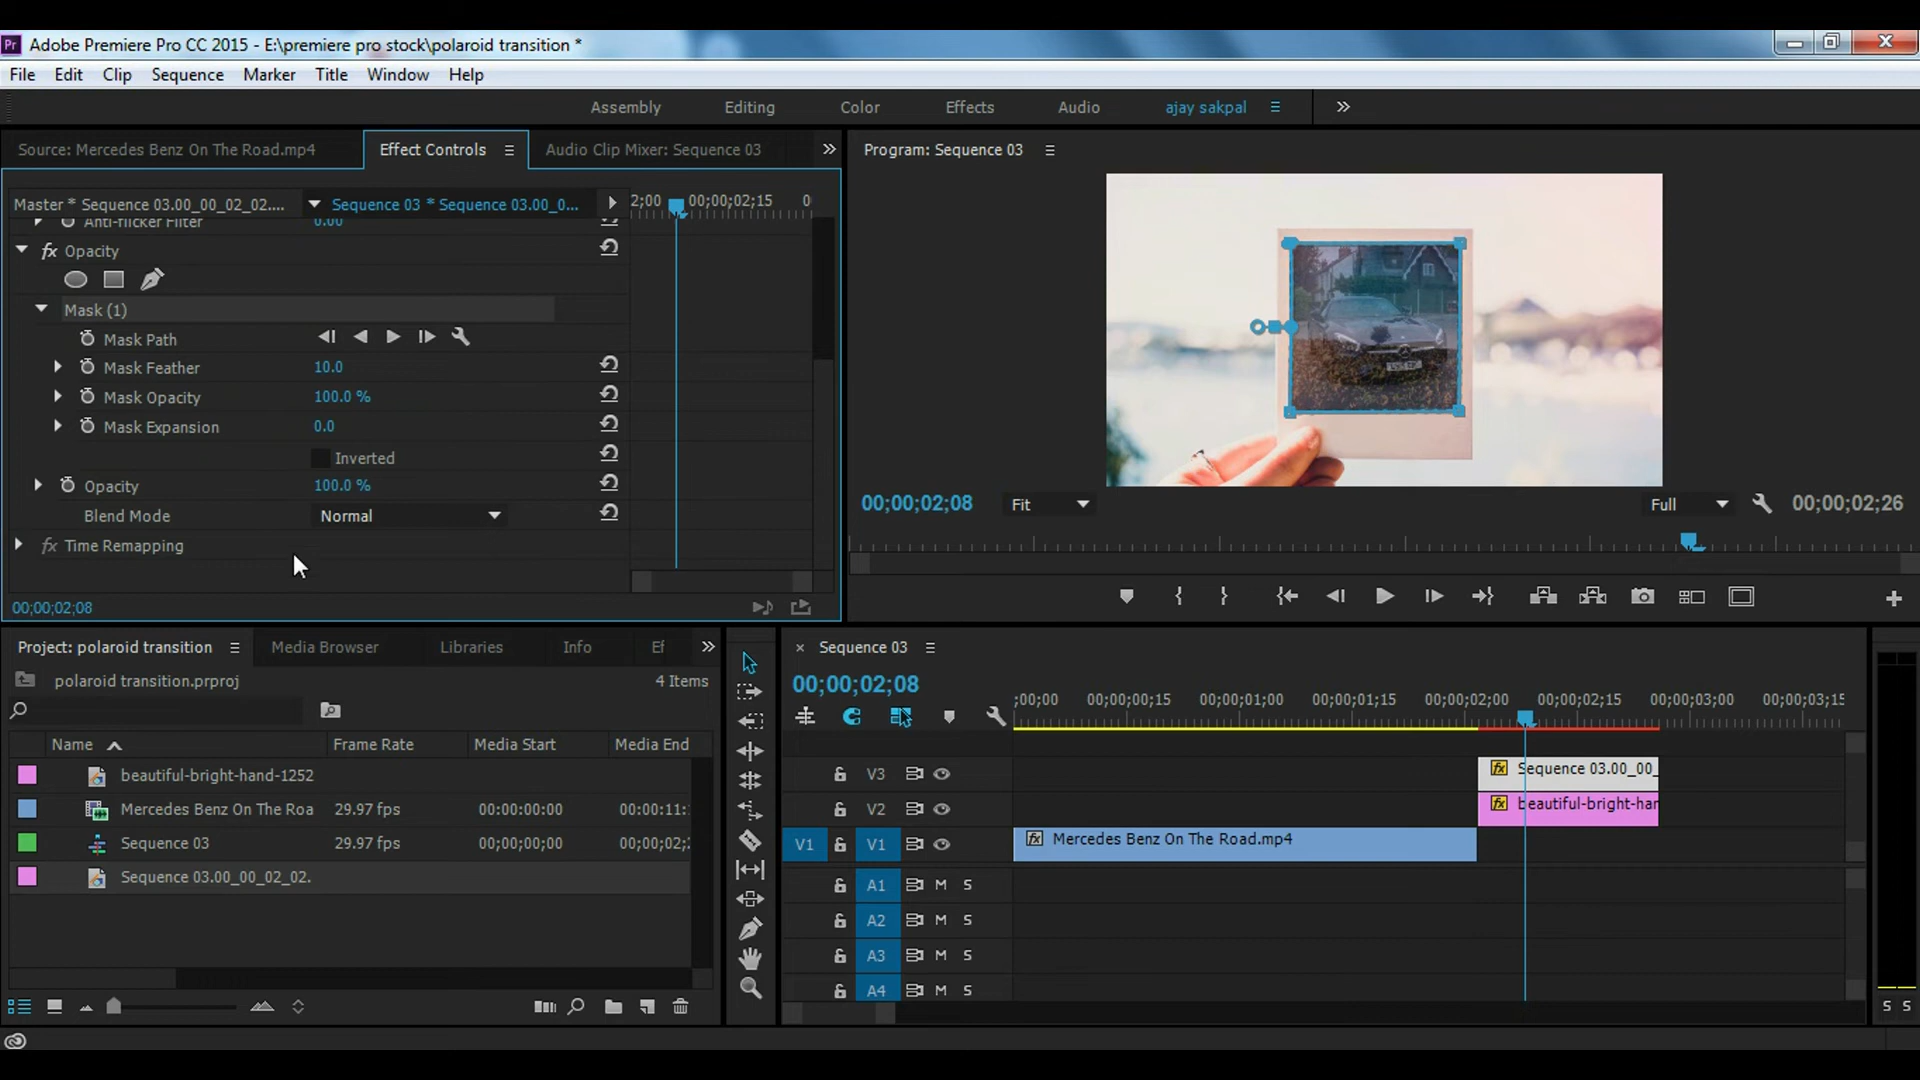 Adobe Premiere Pro CC 2015 - E:\premiere pro stock\polaroid transition *
File Edit Clip Sequence Marker Title Window Help
Assembly Editing Color Effects Audio ajay sakpal
Source: Mercedes Benz On The Road.mp4 Effect Controls Audio Clip Mixer: Sequence 03
Program: Sequence 03
Master * Sequence 03.00_00_02_02.... Sequence 03 * Sequence 03.00_0... 2;00 00;00;02;15 0
Anti-flicker Filter 0.00
fx Opacity
Mask (1)
Mask Path
Mask Feather 10.0
Mask Opacity 100.0 %
Mask Expansion 0.0
Inverted
Opacity 100.0 %
Blend Mode Normal
fx Time Remapping
00;00;02;08
00;00;02;08 Fit Full 00;00;02;26
Project: polaroid transition Media Browser Libraries Info Ef
polaroid transition.prproj 4 Items
Name Frame Rate Media Start Media End
beautiful-bright-hand-1252
Mercedes Benz On The Roa 29.97 fps 00:00:00:00 00:00:11:
Sequence 03 29.97 fps 00;00;00;00 00;00;02;
Sequence 03.00_00_02_02.
Sequence 03
00;00;02;08
;00;00 00;00;00;15 00;00;01;00 00;00;01;15 00;00;02;00 00;00;02;15 00;00;03;00 00;00;03;15
V3 fx Sequence 03.00_00_
V2 fx beautiful-bright-har
V1 V1 fx Mercedes Benz On The Road.mp4
A1 M S
A2 M S
A3 M S
A4 M S
S S